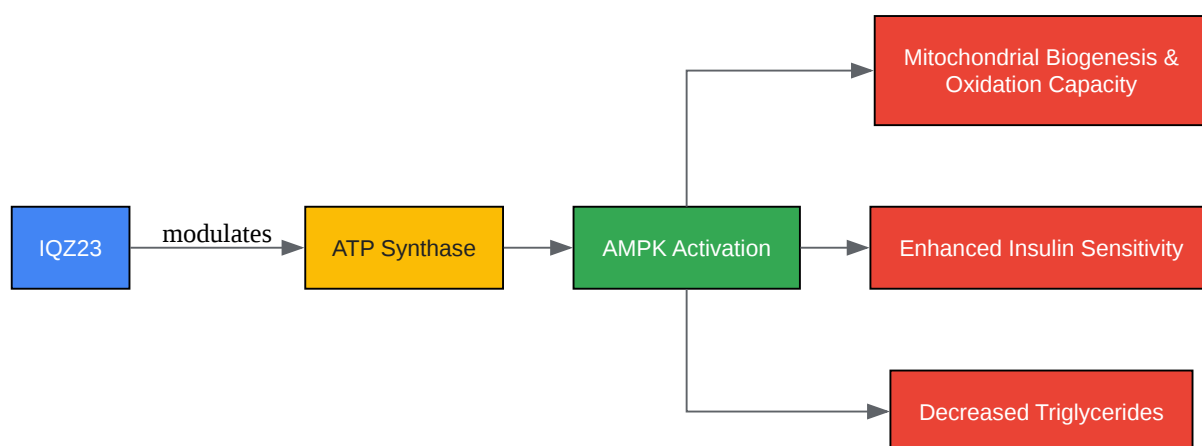 Mitochondrial Biogenesis &
Oxidation Capacity
IQZ23
modulates
ATP Synthase
AMPK Activation
Enhanced Insulin Sensitivity
Decreased Triglycerides